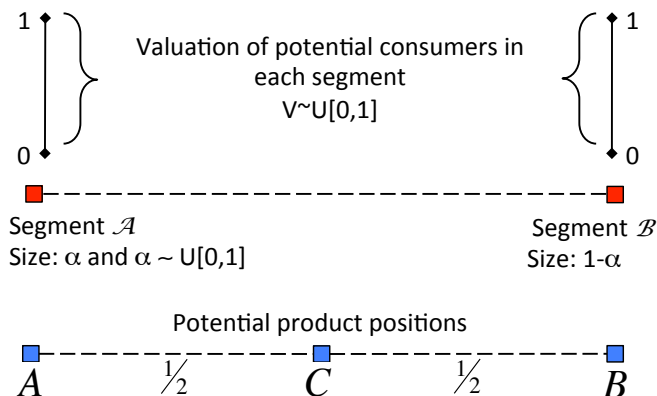 1 1
Valuation of potential consumers in
each segment
V~U[0,1]
0 0
Segment 𝒜 Segment ℬ
Size: α and α ~ U[0,1] Size: 1-α
Potential product positions
½ ½
A C B